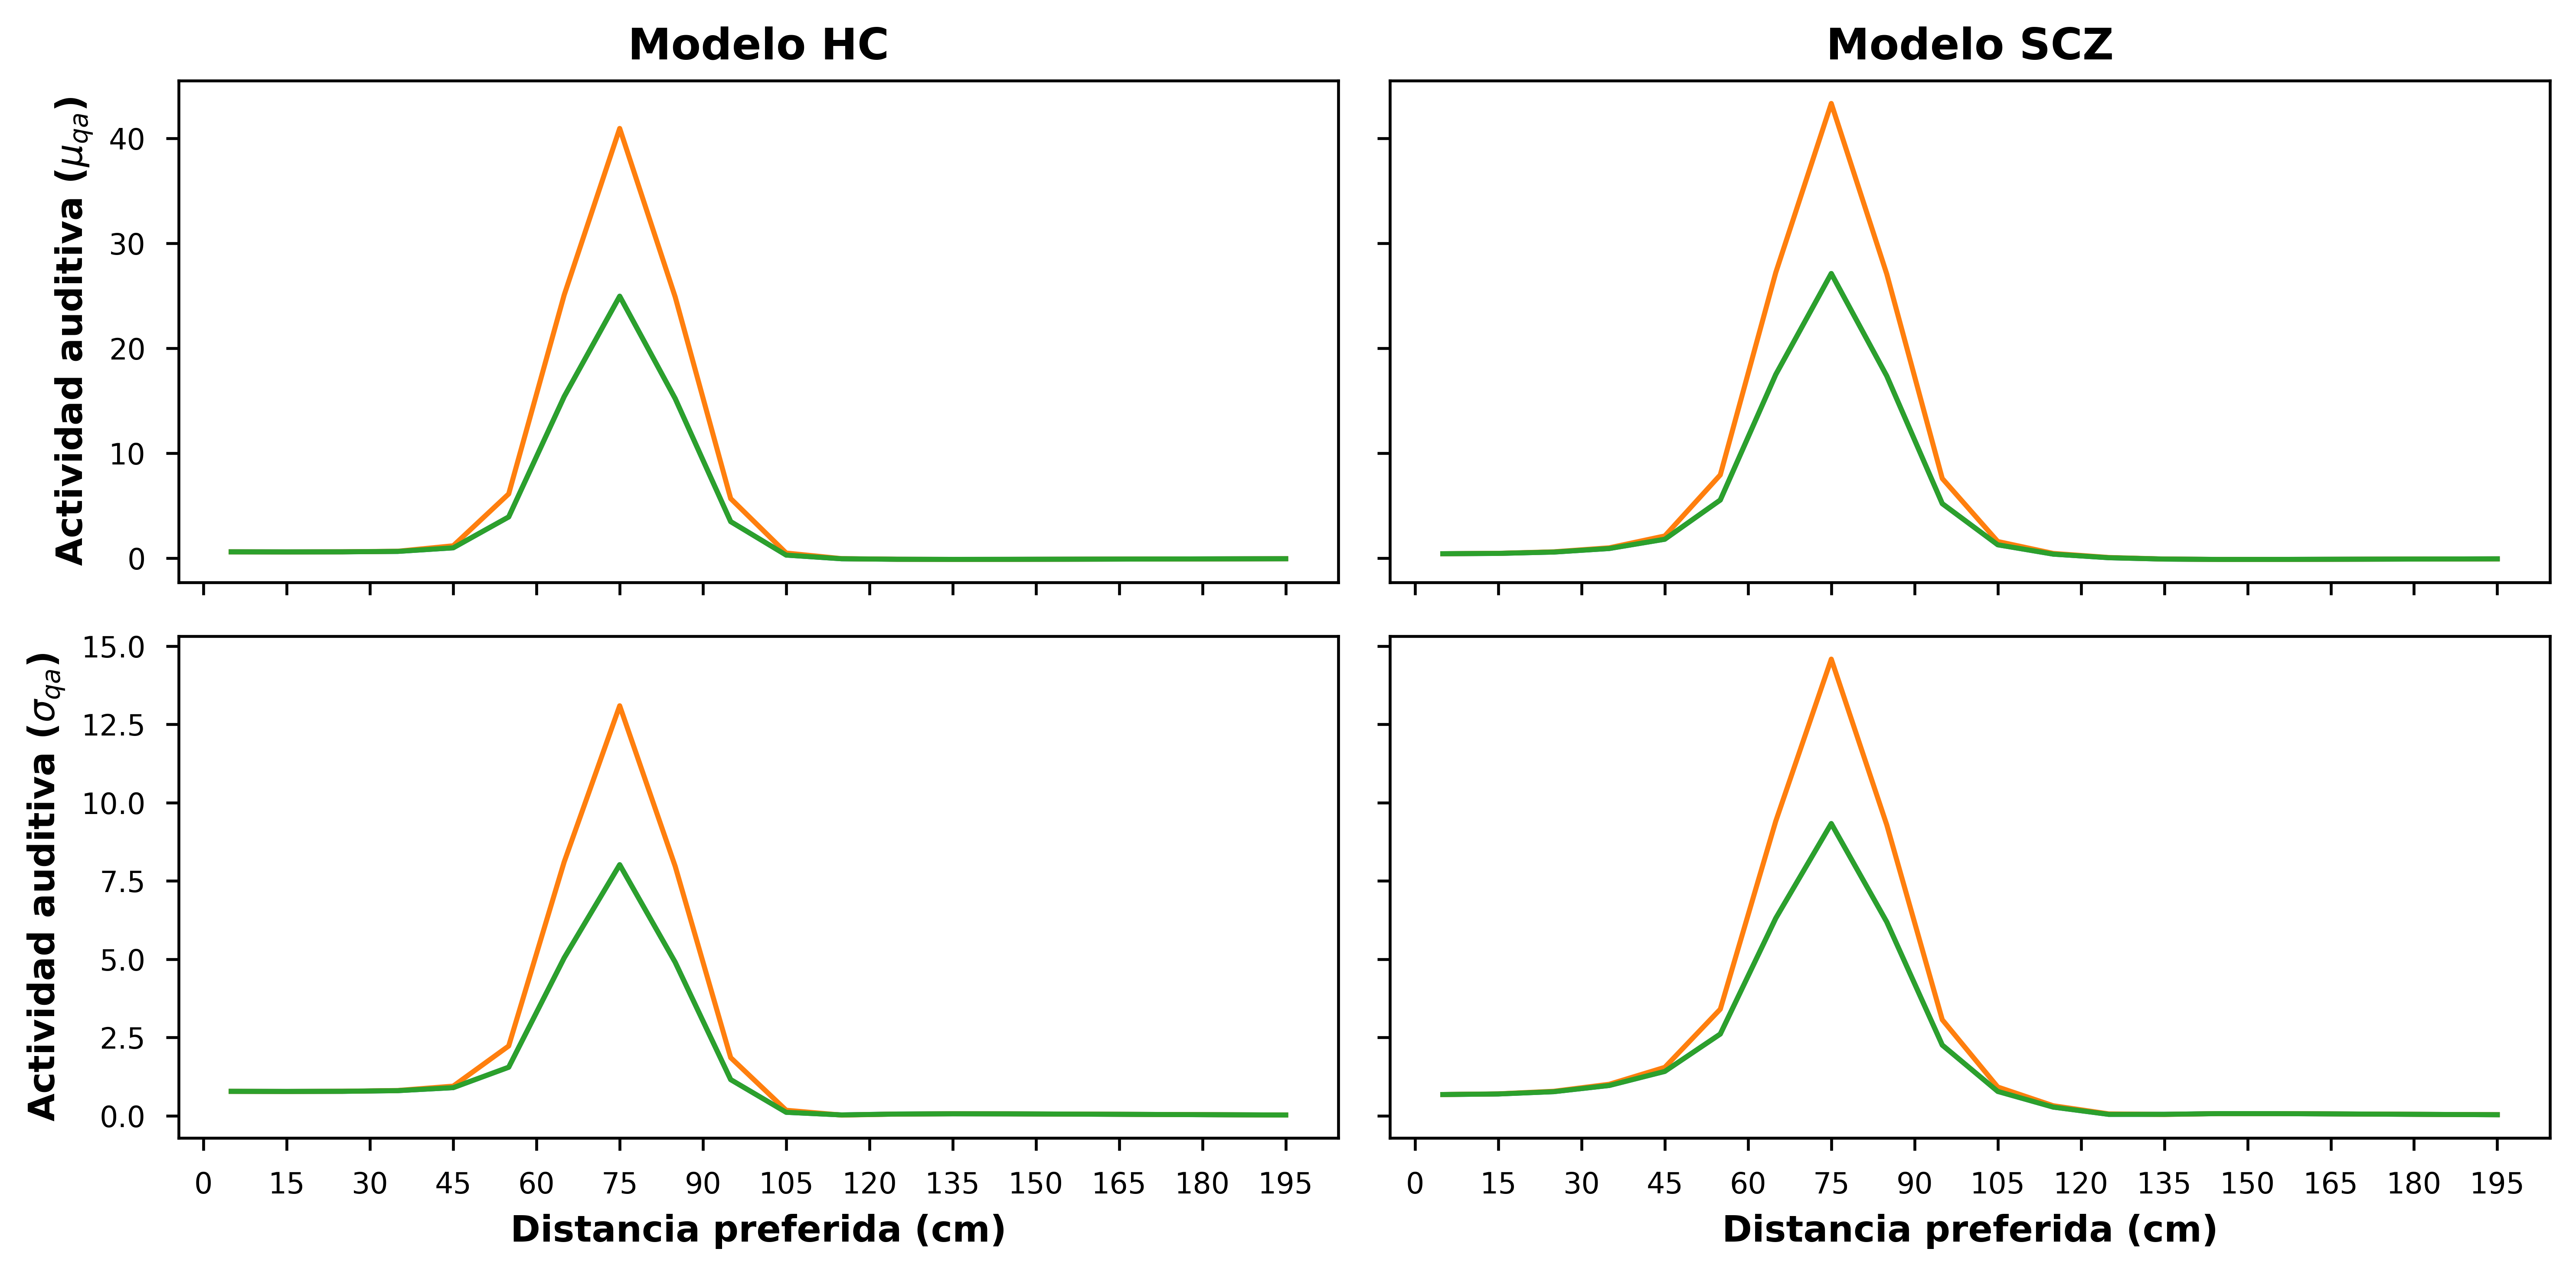 Modelo HC
Modelo SCZ
Actividad auditiva (μqa)
40
30
20
10
0
Actividad auditiva (σqa)
15.0
12.5
10.0
7.5
5.0
2.5
0.0
0 15 30 45 60 75 90 105 120 135 150 165 180 195
0 15 30 45 60 75 90 105 120 135 150 165 180 195
Distancia preferida (cm)
Distancia preferida (cm)